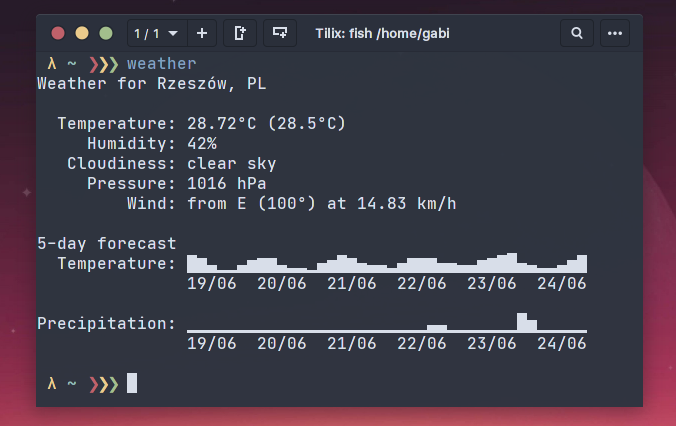 1 / 1
Tilix: fish /home/gabi
λ ~ ❯❯❯ weather
Weather for Rzeszów, PL
Temperature: 28.72°C (28.5°C)
Humidity: 42%
Cloudiness: clear sky
Pressure: 1016 hPa
Wind: from E (100°) at 14.83 km/h
5-day forecast
Temperature:
19/06 20/06 21/06 22/06 23/06 24/06
Precipitation:
19/06 20/06 21/06 22/06 23/06 24/06
λ ~ ❯❯❯